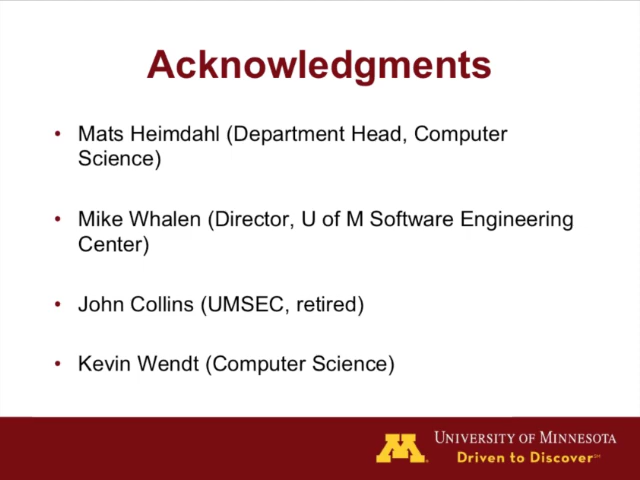 Acknowledgments
• Mats Heimdahl (Department Head, Computer
Science)
• Mike Whalen (Director, U of M Software Engineering
Center)
• John Collins (UMSEC, retired)
• Kevin Wendt (Computer Science)
M
UNIVERSITY OF MINNESOTA
Driven to Discover℠